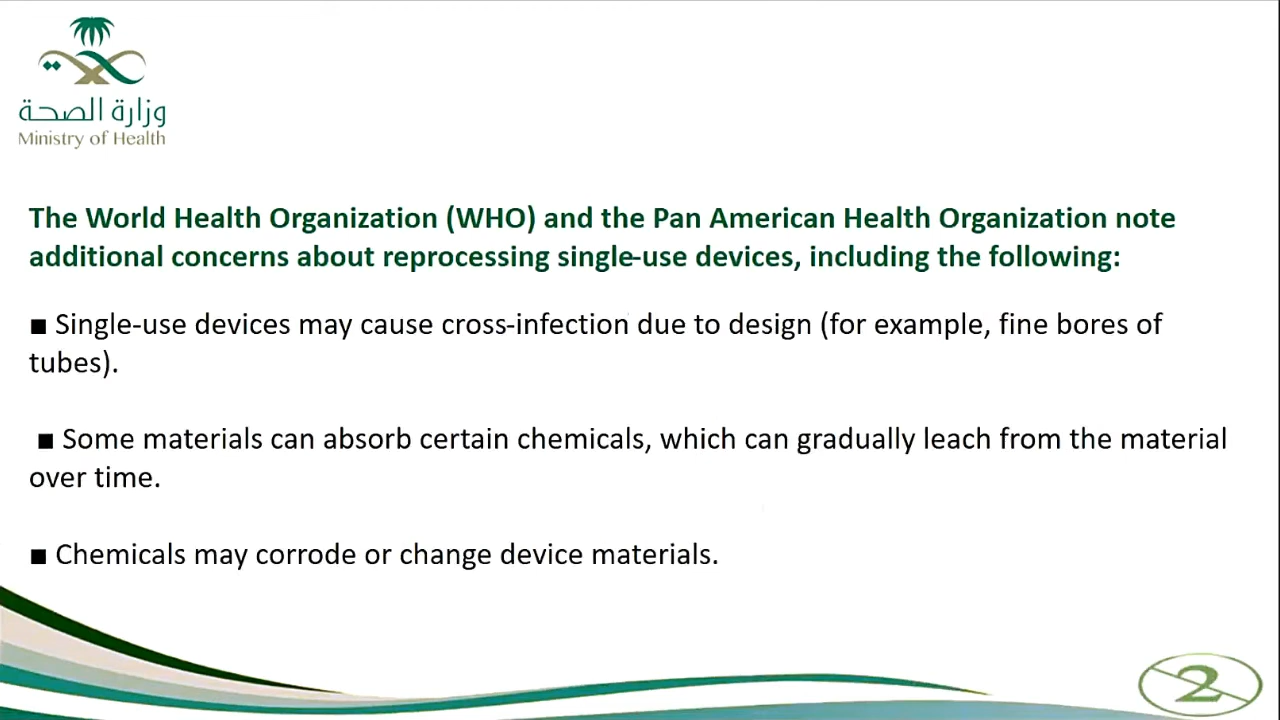 وزارة الصحة
Ministry of Health
The World Health Organization (WHO) and the Pan American Health Organization note
additional concerns about reprocessing single-use devices, including the following:
■ Single-use devices may cause cross-infection due to design (for example, fine bores of
tubes).
■ Some materials can absorb certain chemicals, which can gradually leach from the material
over time.
■ Chemicals may corrode or change device materials.
2